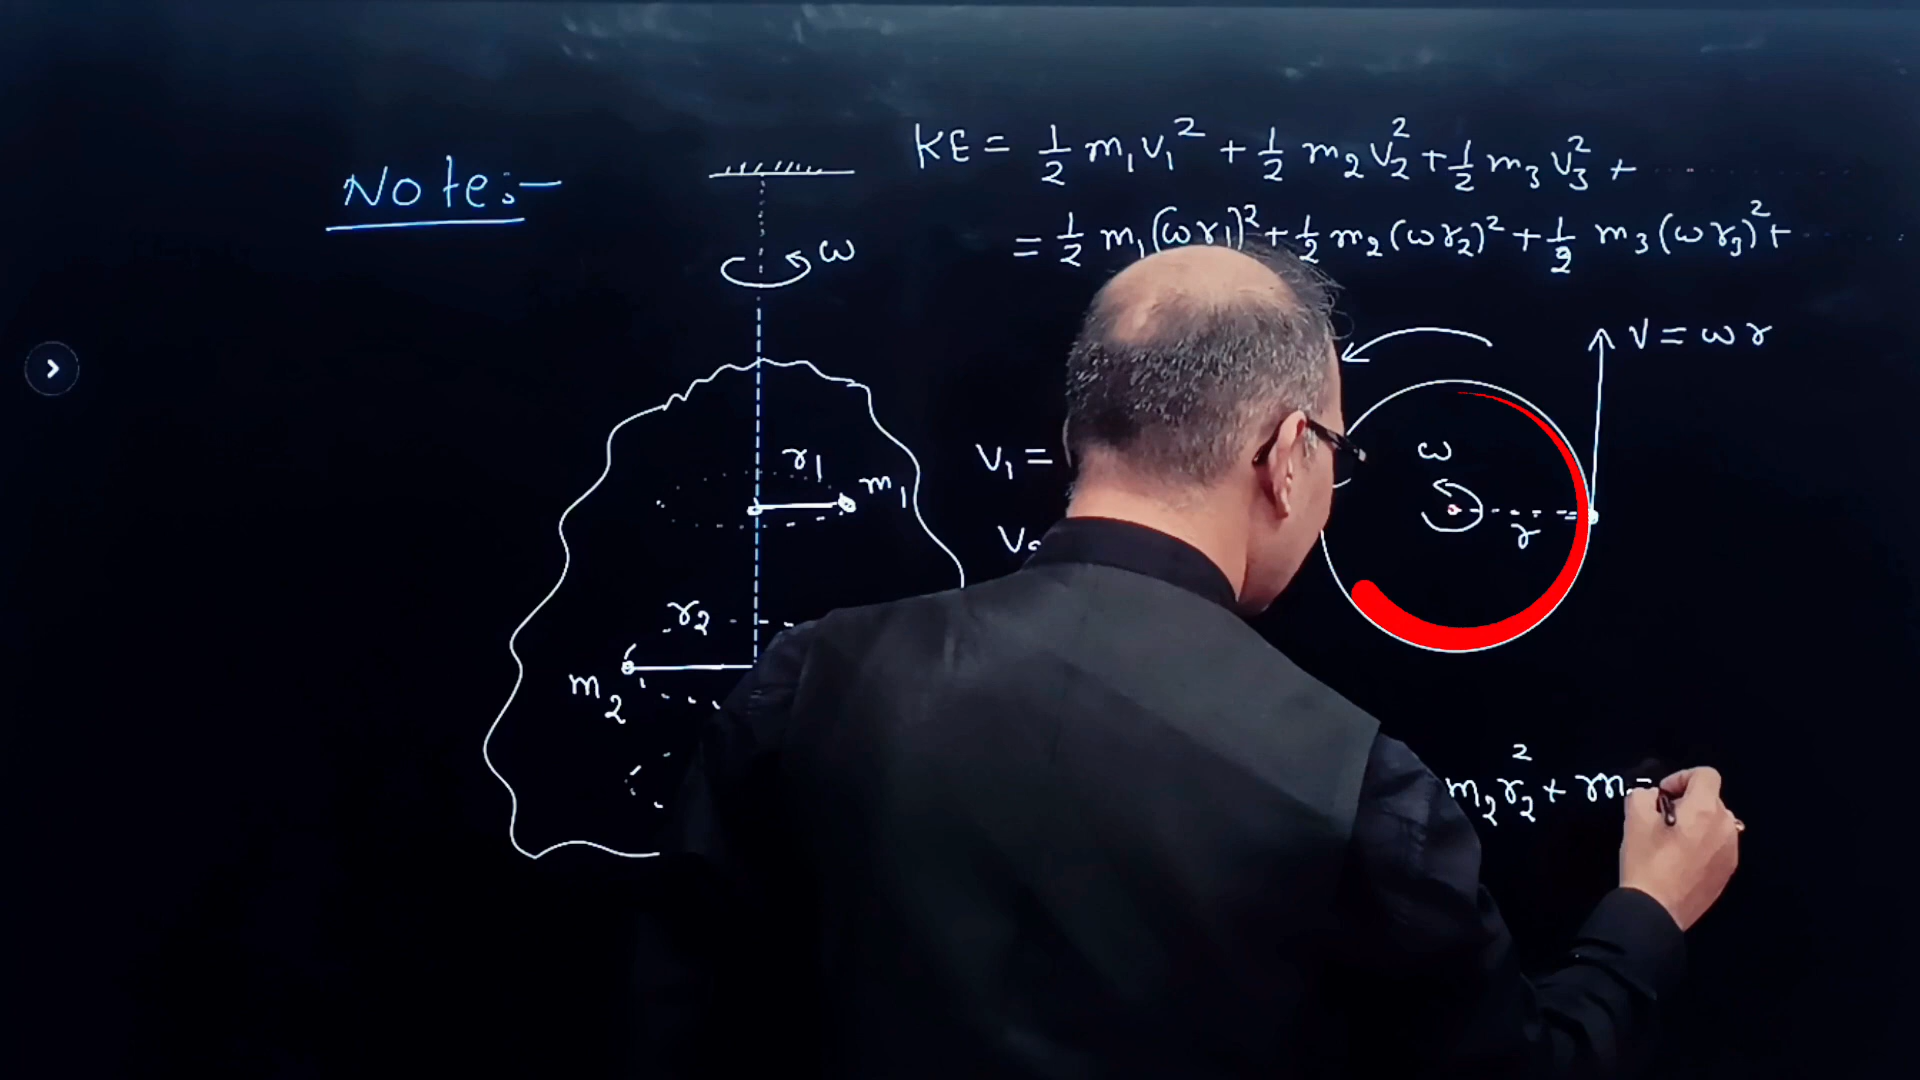 Note:-
KE = 1/2 m₁v₁² + 1/2 m₂v₂² + 1/2 m₃v₃² + ........
= 1/2 m₁(ωr₁)² + 1/2 m₂(ωr₂)² + 1/2 m₃(ωr₃)² + ........
ω
v = ωr
ω
r
r₁
m₁
v₁ =
r₂
m₂
m₂r₂² +